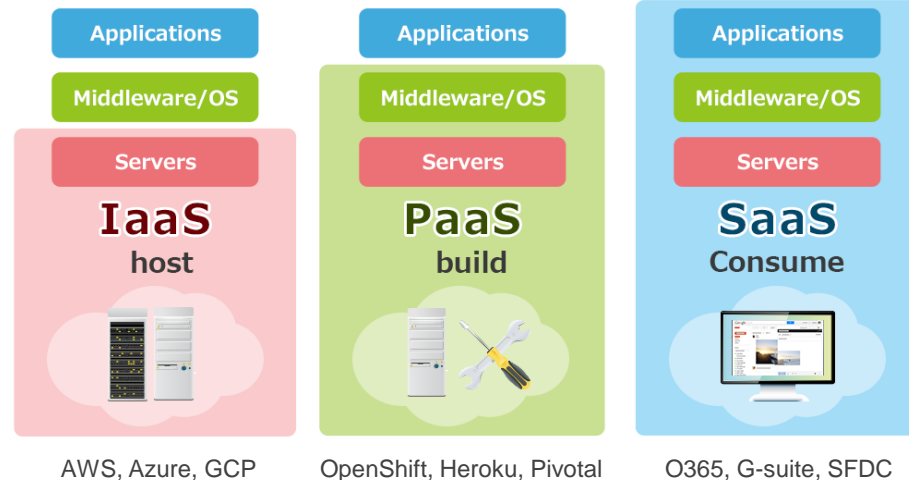 Applications
Middleware/OS
Servers
IaaS
host
AWS, Azure, GCP
Applications
Middleware/OS
Servers
PaaS
build
OpenShift, Heroku, Pivotal
Applications
Middleware/OS
Servers
SaaS
Consume
O365, G-suite, SFDC